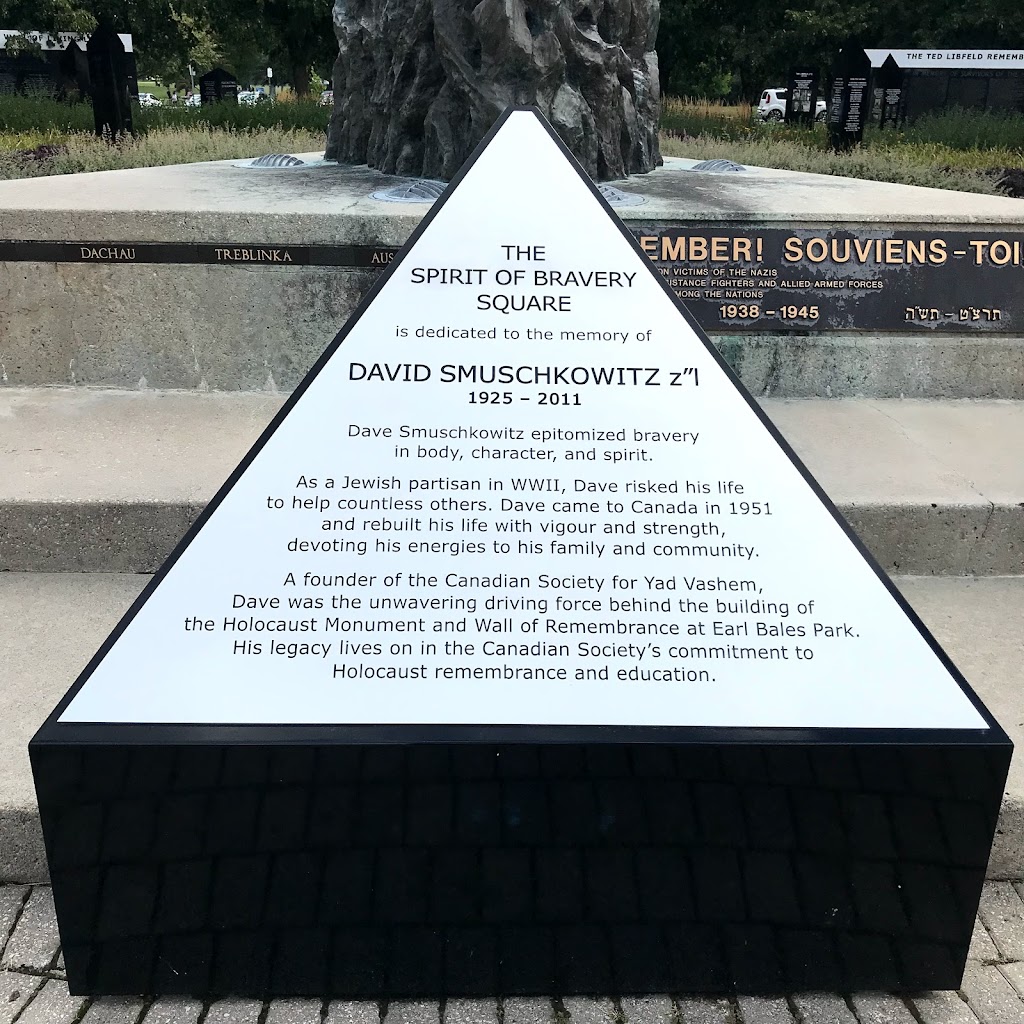 THE TED LIBFELD
DACHAU
TREBLINKA
EMBER! SOUVIENS-TOI
ON VICTIMS OF THE NAZIS
ISTANCE FIGHTERS AND ALLIED ARMED FORCES
AMONG THE NATIONS
1938 – 1945
תרצ"ט – תש"ה
THE
SPIRIT OF BRAVERY
SQUARE
is dedicated to the memory of
DAVID SMUSCHKOWITZ z”l
1925 – 2011
Dave Smuschkowitz epitomized bravery
in body, character, and spirit.
As a Jewish partisan in WWII, Dave risked his life
to help countless others. Dave came to Canada in 1951
and rebuilt his life with vigour and strength,
devoting his energies to his family and community.
A founder of the Canadian Society for Yad Vashem,
Dave was the unwavering driving force behind the building of
the Holocaust Monument and Wall of Remembrance at Earl Bales Park.
His legacy lives on in the Canadian Society’s commitment to
Holocaust remembrance and education.